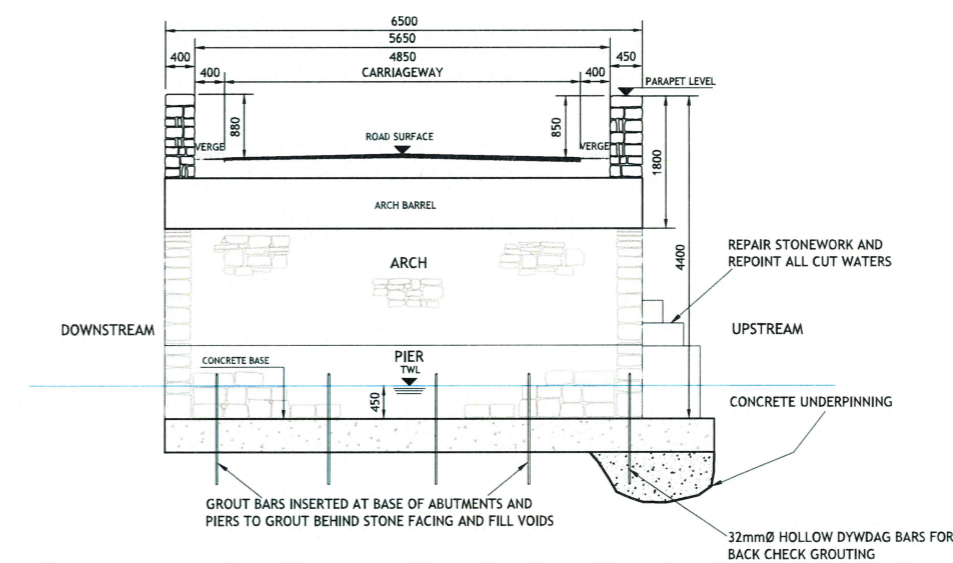 6500
5650
400
4850
450
400
CARRIAGEWAY
400
PARAPET LEVEL
880
ROAD SURFACE
850
VERGE
VERGE
1800
ARCH BARREL
4400
REPAIR STONEWORK AND
REPOINT ALL CUT WATERS
ARCH
DOWNSTREAM
UPSTREAM
CONCRETE BASE
PIER
TWL
450
CONCRETE UNDERPINNING
GROUT BARS INSERTED AT BASE OF ABUTMENTS AND
PIERS TO GROUT BEHIND STONE FACING AND FILL VOIDS
32mmØ HOLLOW DYWDAG BARS FOR
BACK CHECK GROUTING